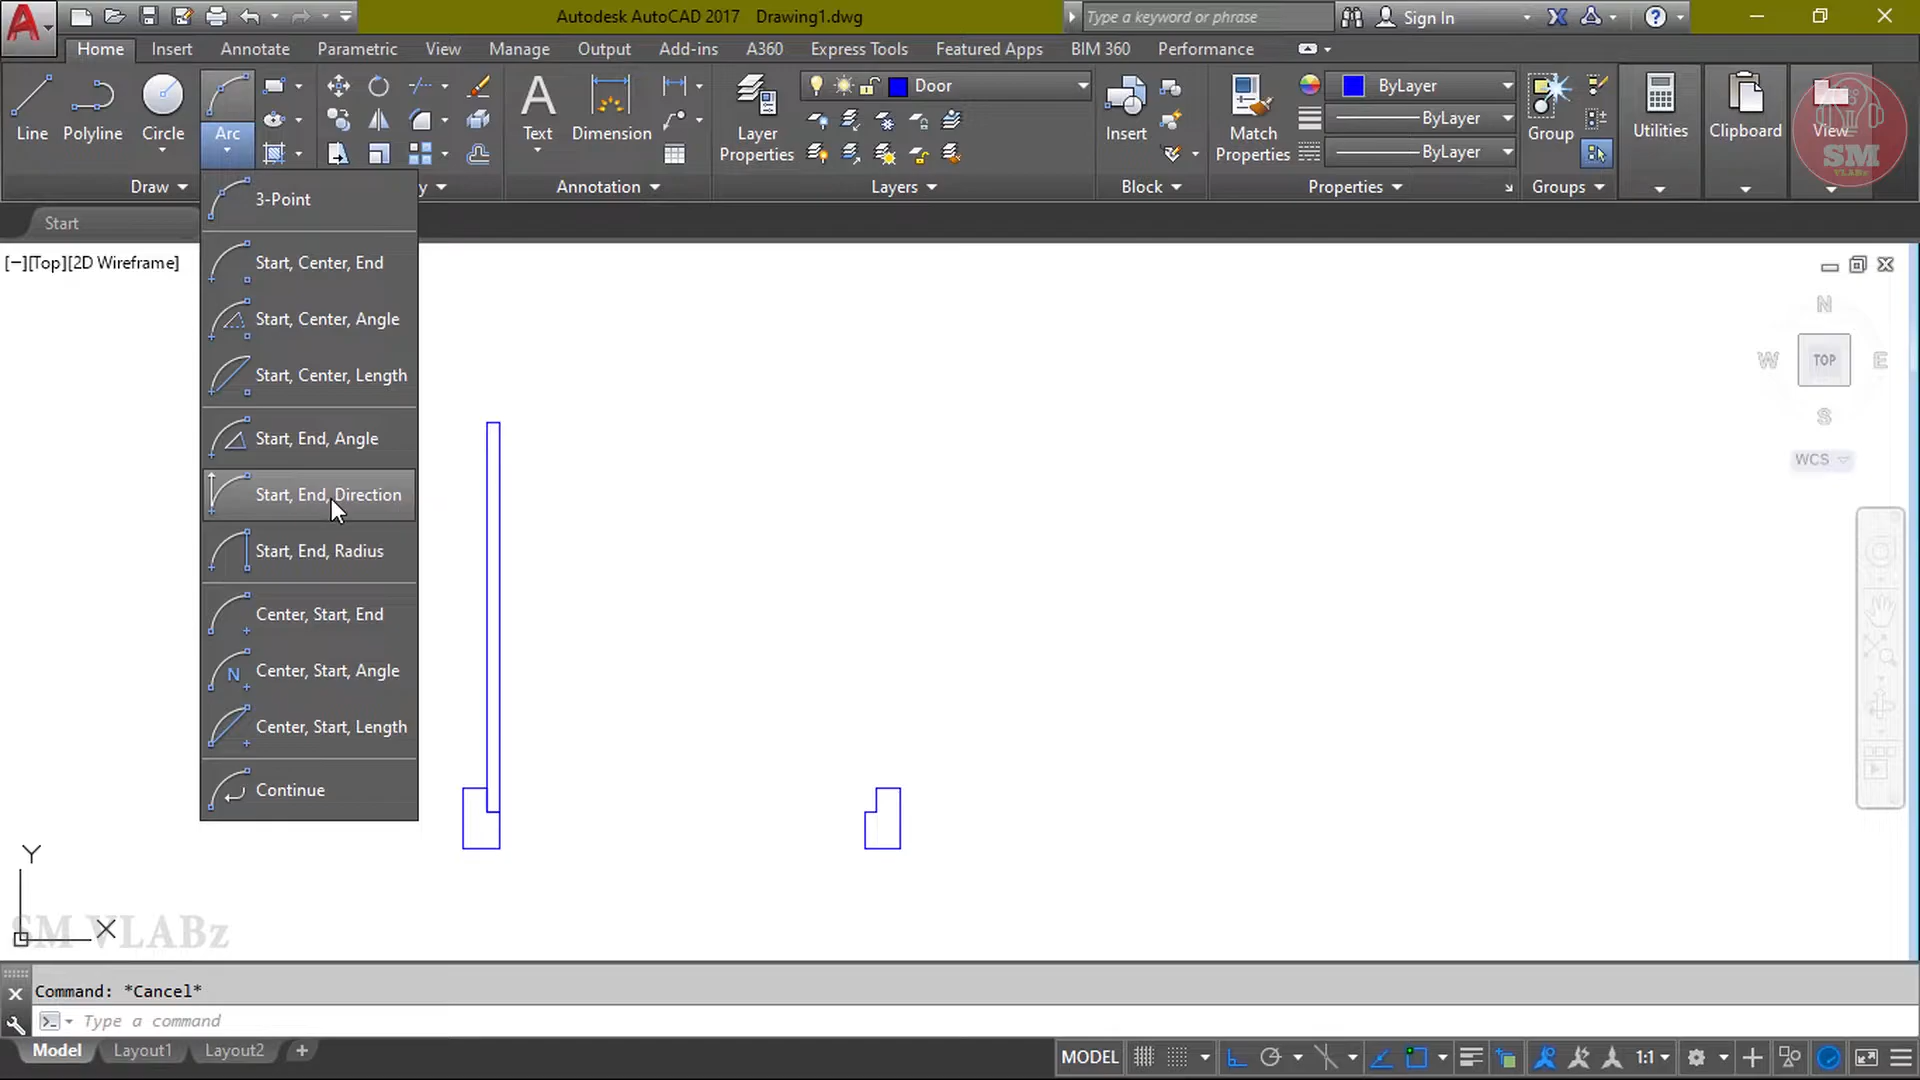 Autodesk AutoCAD 2017 Drawing1.dwg
Type a keyword or phrase
Sign In
Home Insert Annotate Parametric View Manage Output Add-ins A360 Express Tools Featured Apps BIM 360 Performance
Line
Polyline
Circle
Arc
Text
Dimension
Layer Properties
Door
Insert
Match Properties
ByLayer
ByLayer
ByLayer
Group
Utilities
Clipboard
View
SM
VLABz
Draw
y
Annotation
Layers
Block
Properties
Groups
Start
[−][Top][2D Wireframe]
3-Point
Start, Center, End
Start, Center, Angle
Start, Center, Length
Start, End, Angle
Start, End, Direction
Start, End, Radius
Center, Start, End
N
Center, Start, Angle
Center, Start, Length
Continue
N
W
TOP
E
S
WCS
Y
X
SM VLABz
Command: *Cancel*
Type a command
Model Layout1 Layout2 +
MODEL
1:1